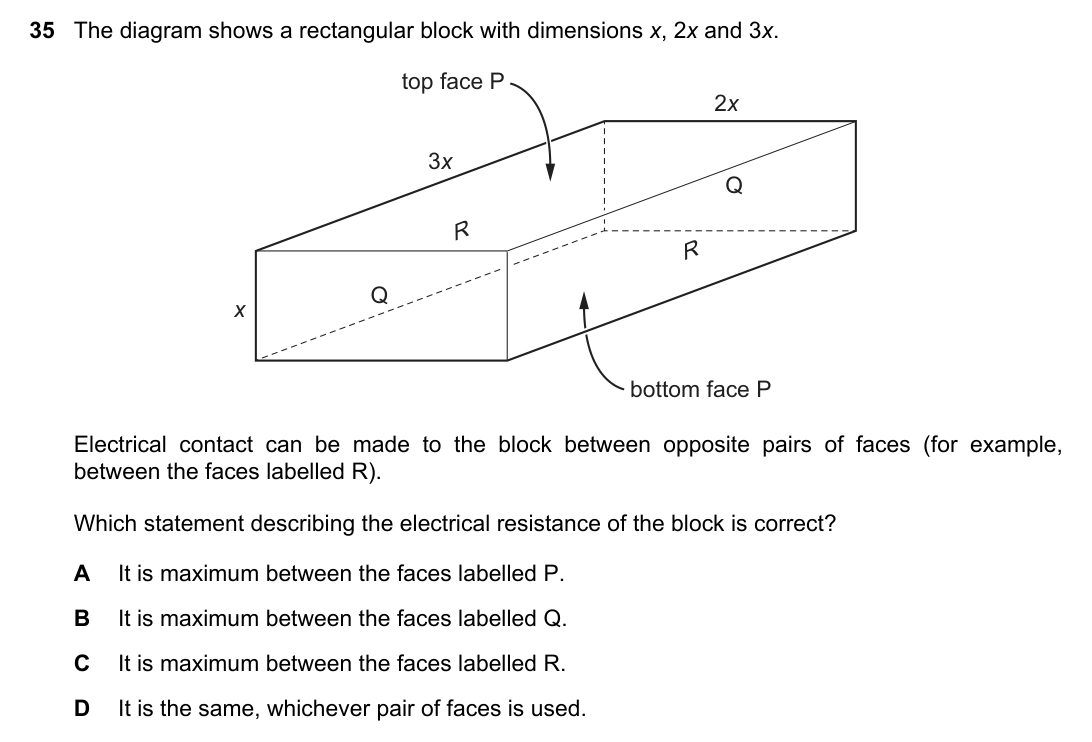 35 The diagram shows a rectangular block with dimensions x, 2x and 3x.
top face P
2x
3x
Q
R
R
Q
x
bottom face P
Electrical contact can be made to the block between opposite pairs of faces (for example,
between the faces labelled R).
Which statement describing the electrical resistance of the block is correct?
A It is maximum between the faces labelled P.
B It is maximum between the faces labelled Q.
C It is maximum between the faces labelled R.
D It is the same, whichever pair of faces is used.